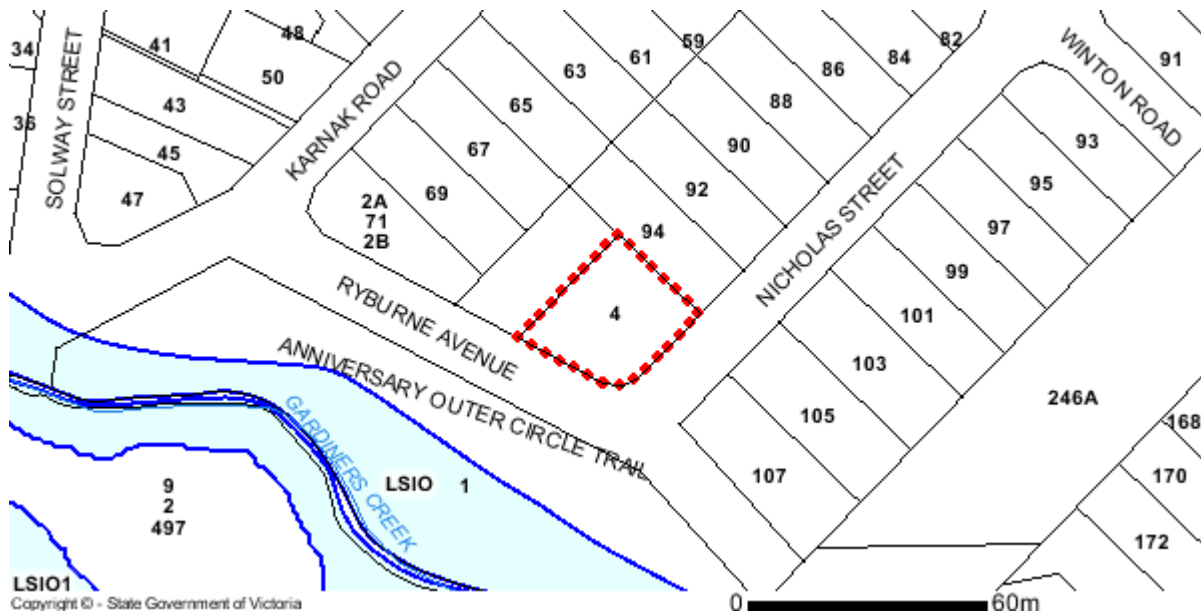 34
41
48
59
61
82
WINTON ROAD
91
SOLWAY STREET
50
KARNAK ROAD
63
84
86
43
65
88
36
45
67
90
93
47
2A
71
2B
69
92
95
94
NICHOLAS STREET
97
99
RYBURNE AVENUE
4
101
ANNIVERSARY OUTER CIRCLE TRAIL
103
GARDINERS CREEK
105
246A
168
107
170
LSIO 1
9
2
497
172
LSIO1
Copyright © - State Government of Victoria
0 60m